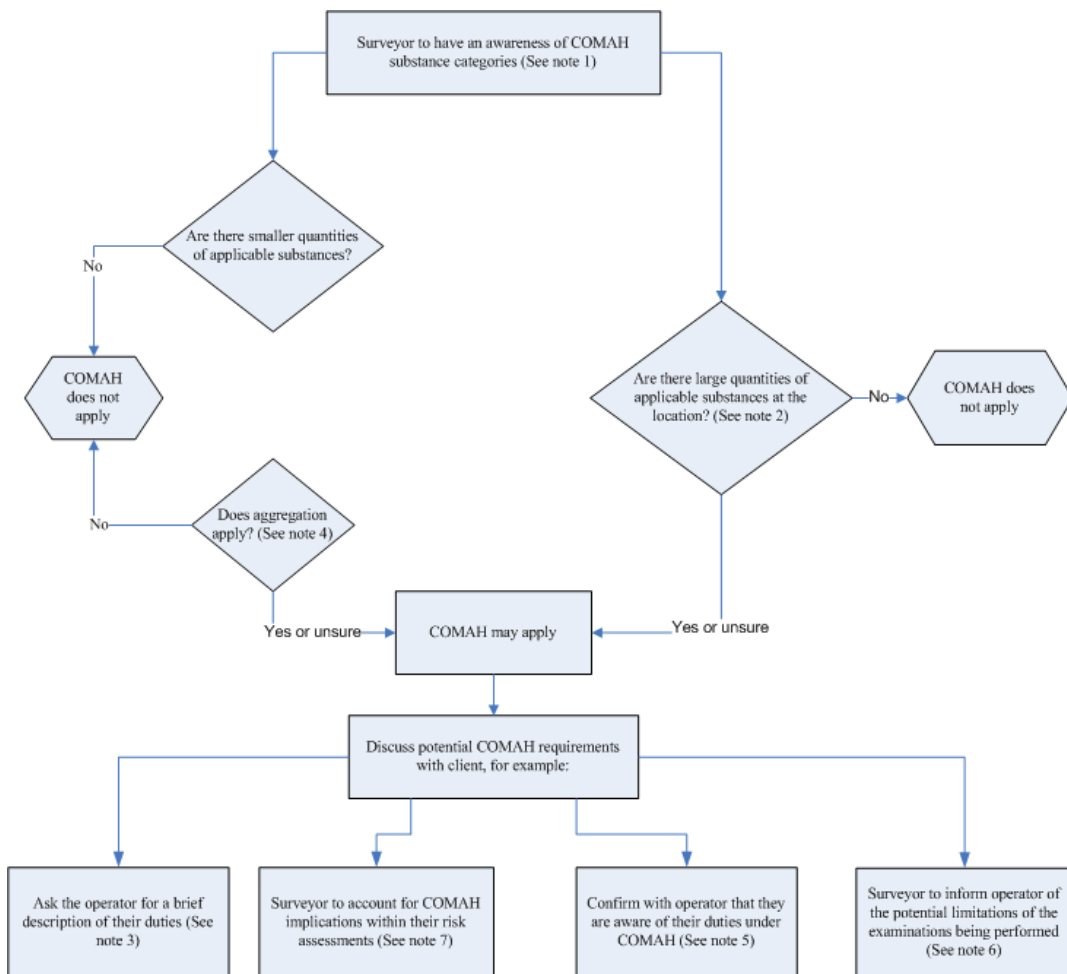 Surveyor to have an awareness of COMAH
substance categories (See note 1)
Are there smaller quantities
of applicable substances?
No
COMAH
does not
apply
Are there large quantities of
applicable substances at the
location? (See note 2)
No
COMAH does
not apply
Does aggregation
apply? (See note 4)
No
Yes or unsure
COMAH may apply
Yes or unsure
Discuss potential COMAH requirements
with client, for example:
Ask the operator for a brief
description of their duties (See
note 3)
Surveyor to account for COMAH
implications within their risk
assessments (See note 7)
Confirm with operator that they
are aware of their duties under
COMAH (See note 5)
Surveyor to inform operator of
the potential limitations of the
examinations being performed
(See note 6)